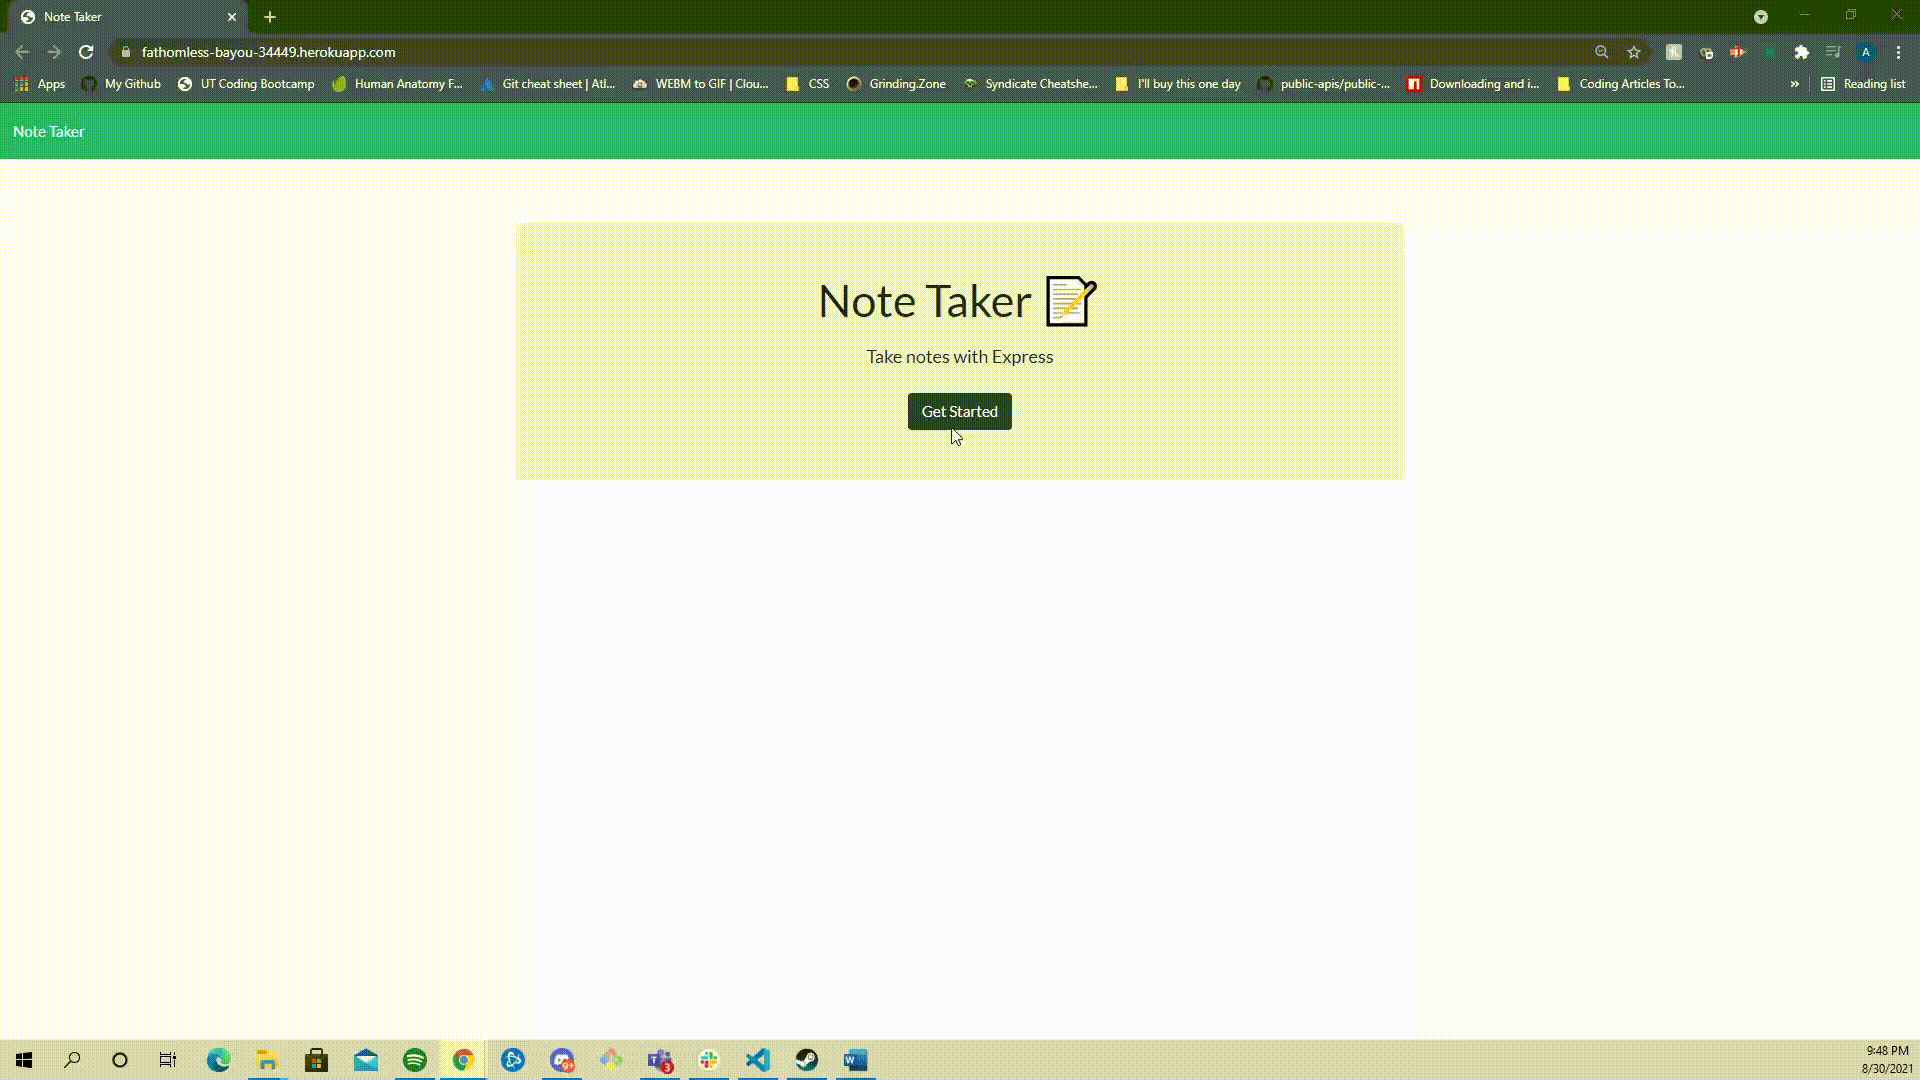 Note Taker
fathomless-bayou-34449.herokuapp.com
A
Apps My Github UT Coding Bootcamp Human Anatomy F... Git cheat sheet | Atl... WEBM to GIF | Clou... CSS Grinding.Zone Syndicate Cheatshe... I'll buy this one day public-apis/public-... Downloading and i... Coding Articles To... » Reading list
Note Taker
Note Taker
Take notes with Express
Get Started
9+
3
9:48 PM
8/30/2021